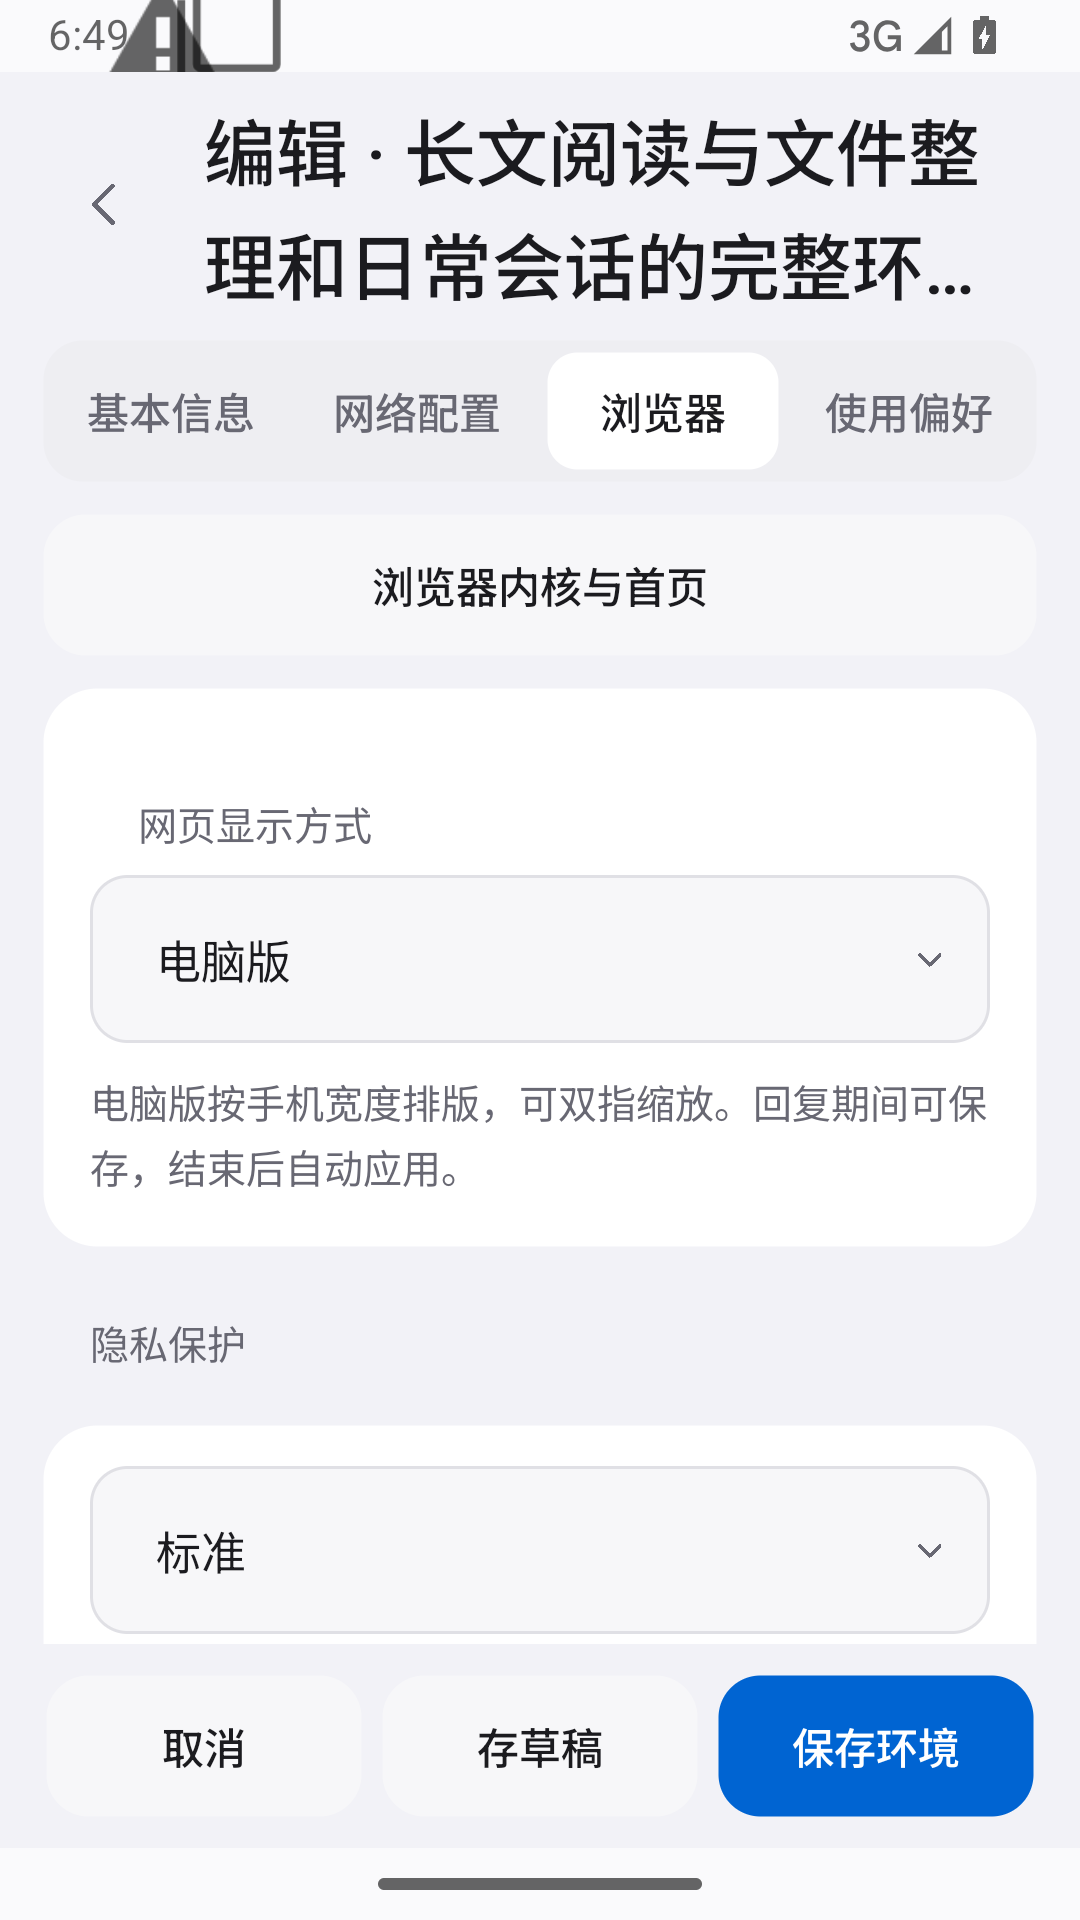 6:49
3G
编辑 · 长文阅读与文件整
理和日常会话的完整环...
基本信息
网络配置
浏览器
使用偏好
浏览器内核与首页
网页显示方式
电脑版
电脑版按手机宽度排版，可双指缩放。回复期间可保
存，结束后自动应用。
隐私保护
标准
取消
存草稿
保存环境